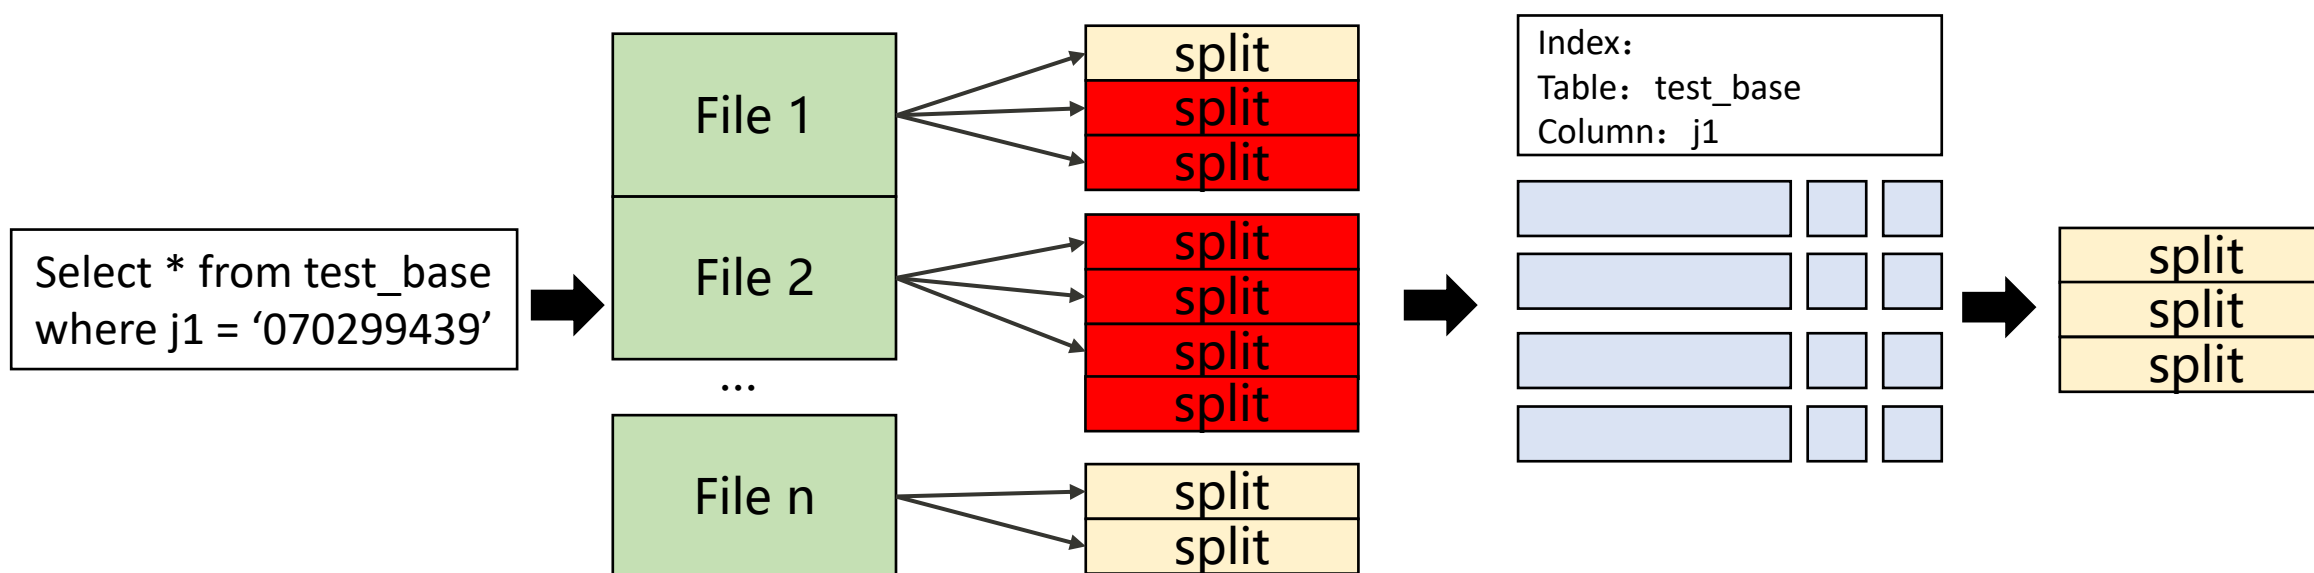 Select * from test_base
where j1 = ‘070299439’
File 1
File 2
...
File n
split
split
split
split
split
split
split
split
split
Index：
Table： test_base
Column：j1
split
split
split